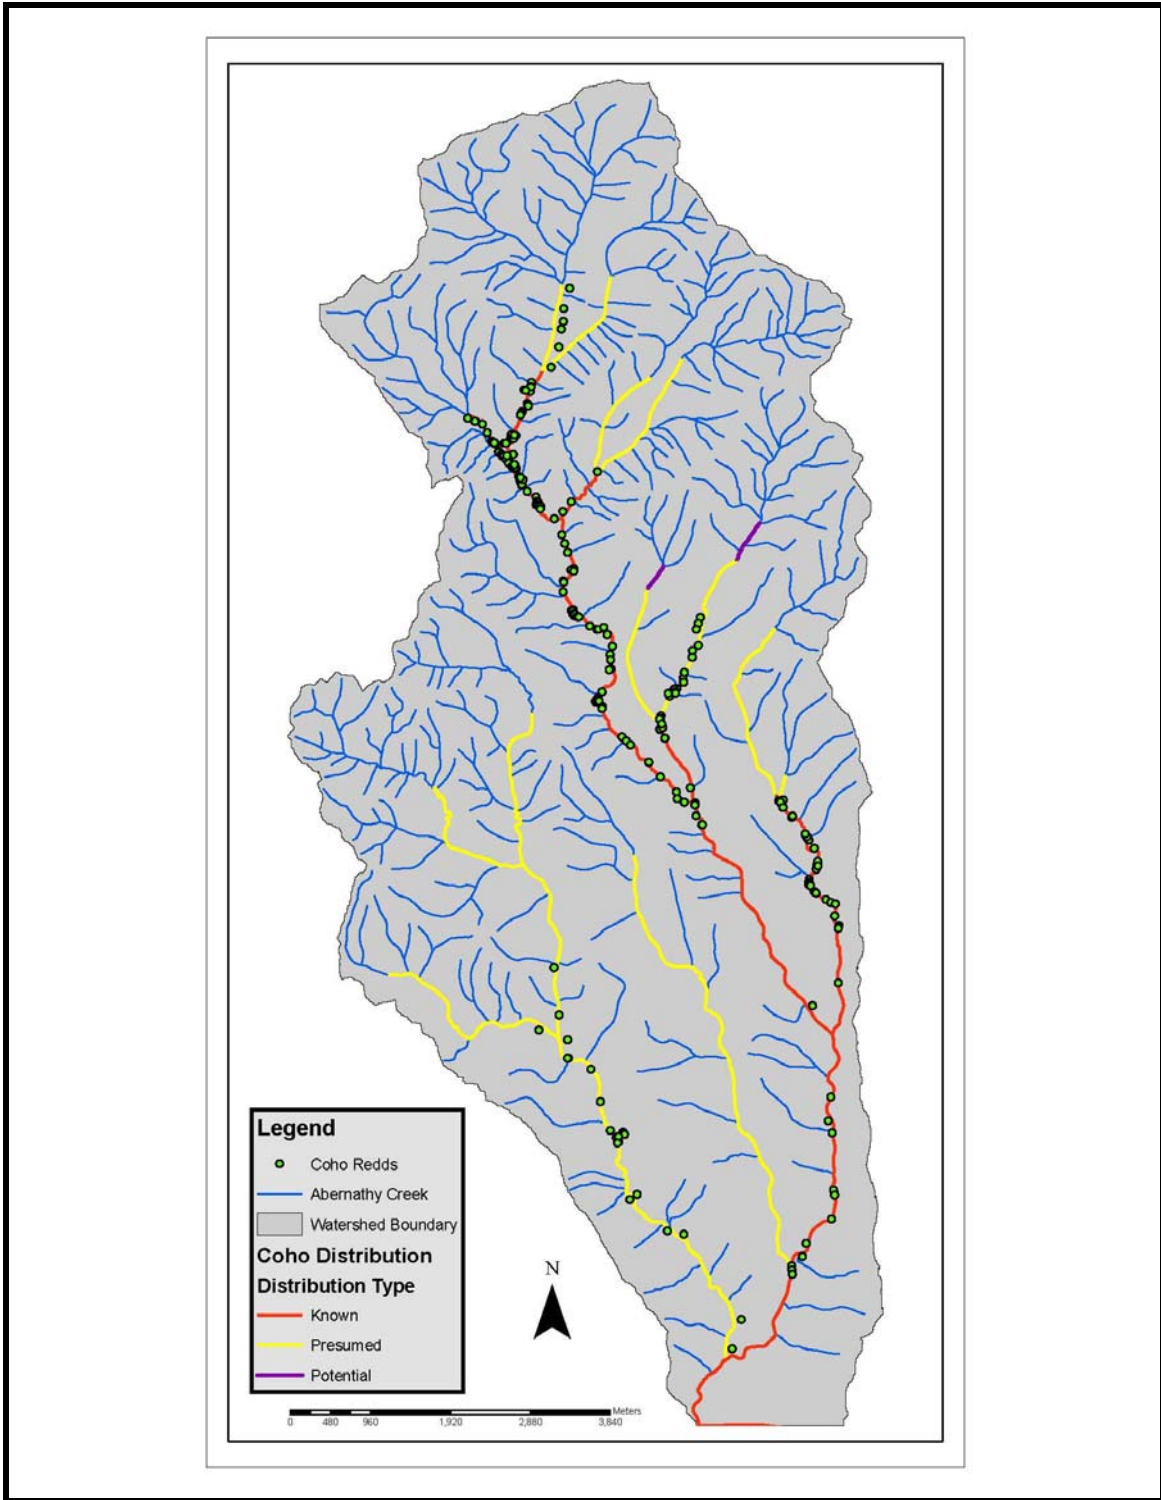 Legend
Coho Redds
Abernathy Creek
Watershed Boundary
Coho Distribution
Distribution Type
Known
Presumed
Potential
N
Meters
0 480 960 1,920 2,880 3,840